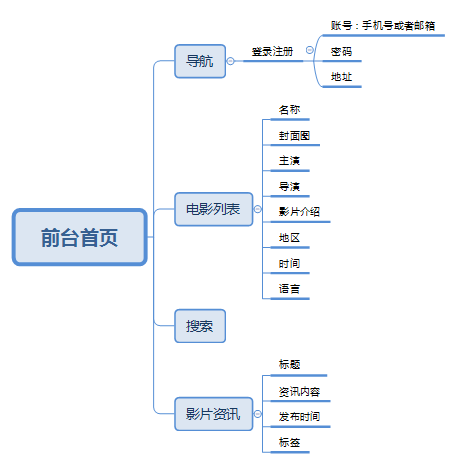 前台首页
导航
登录注册
账号：手机号或者邮箱
密码
地址
电影列表
名称
封面图
主演
导演
影片介绍
地区
时间
语言
搜索
影片资讯
标题
资讯内容
发布时间
标签